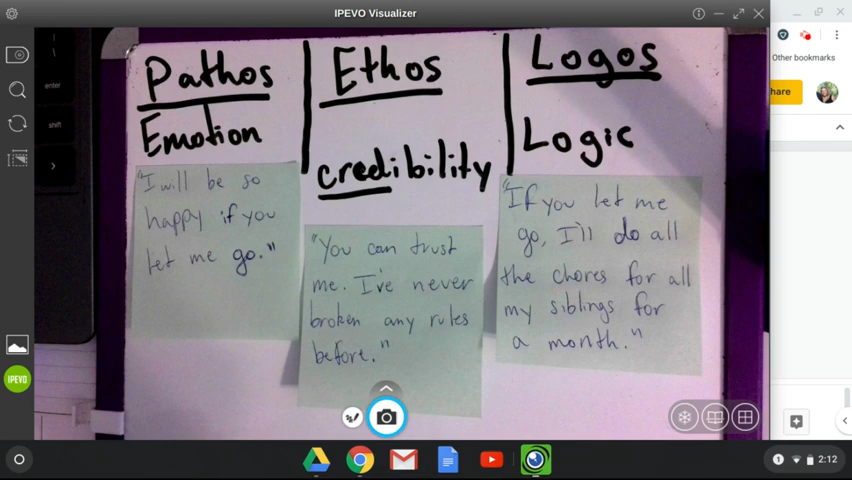 IPEVO Visualizer
Other bookmarks
hare
enter
shift
Pathos
Emotion
"I will be so
happy if you
let me go."
Ethos
credibility
"You can trust
me. I've never
broken any rules
before."
Logos
Logic
"If you let me
go, I'll do all
the chores for all
my siblings for
a month."
IPEVO
1
2:12